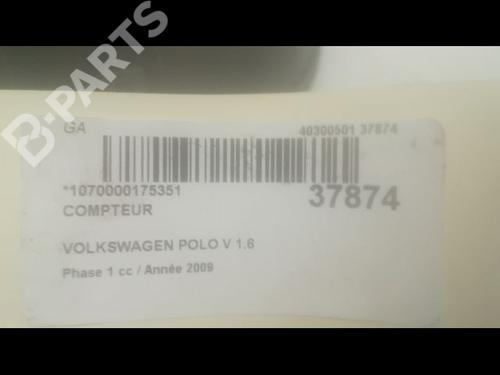 B-PARTS
GA 40300501 37874
*1070000175351 37874
COMPTEUR
VOLKSWAGEN POLO V 1.6
Phase 1 cc / Année 2009